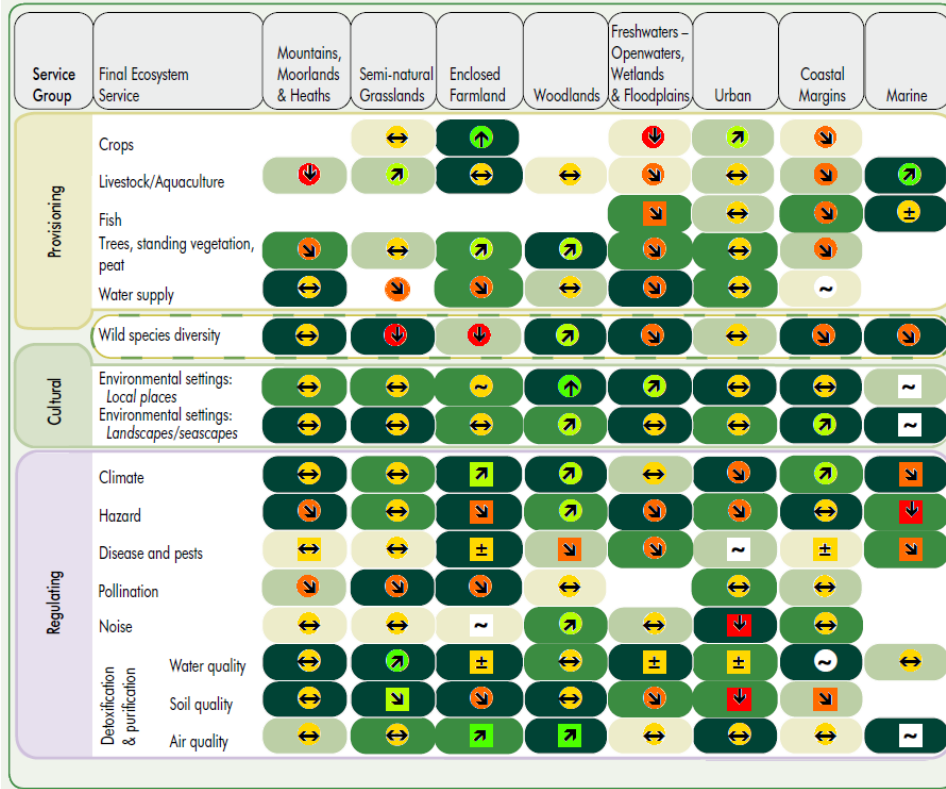 Service
Group
Final Ecosystem
Service
Mountains,
Moorlands
& Heaths
Semi-natural
Grasslands
Enclosed
Farmland
Woodlands
Freshwaters –
Openwaters,
Wetlands
& Floodplains
Urban
Coastal
Margins
Marine
Provisioning
Crops
Livestock/Aquaculture
Fish
Trees, standing vegetation,
peat
Water supply
Wild species diversity
Cultural
Environmental settings:
Local places
Environmental settings:
Landscapes/seascapes
Regulating
Climate
Hazard
Disease and pests
Pollination
Noise
Detoxification
& purification
Water quality
Soil quality
Air quality